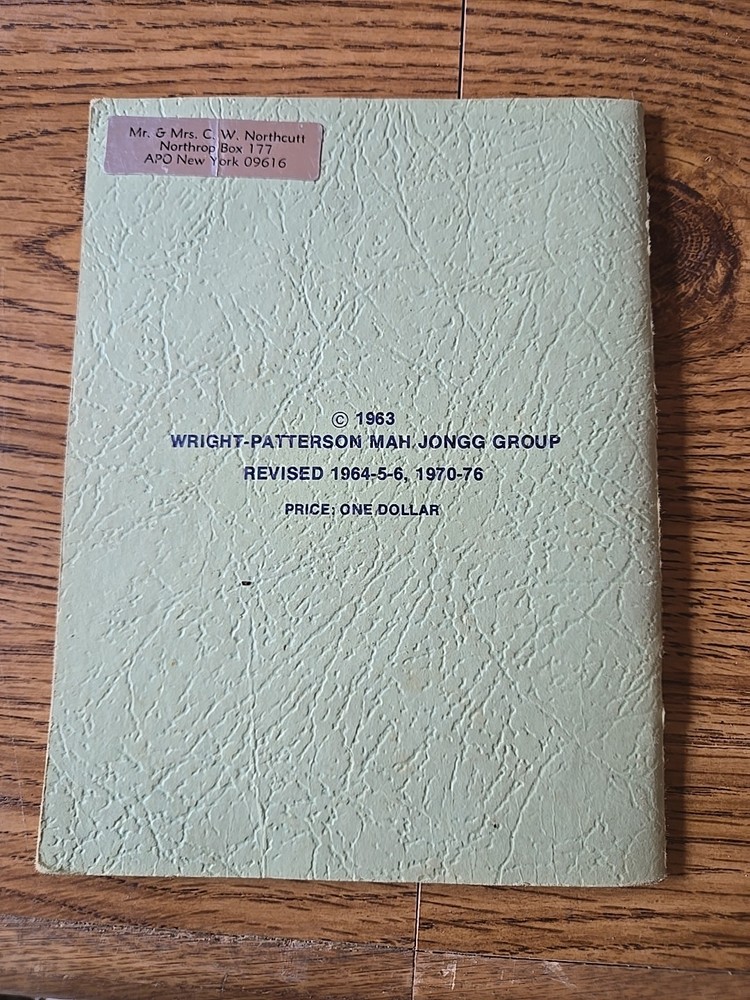 Mr. & Mrs. C. W. Northcutt
Northrop Box 177
APO New York 09616
© 1963
WRIGHT-PATTERSON MAH JONGG GROUP
REVISED 1964-5-6, 1970-76
PRICE: ONE DOLLAR